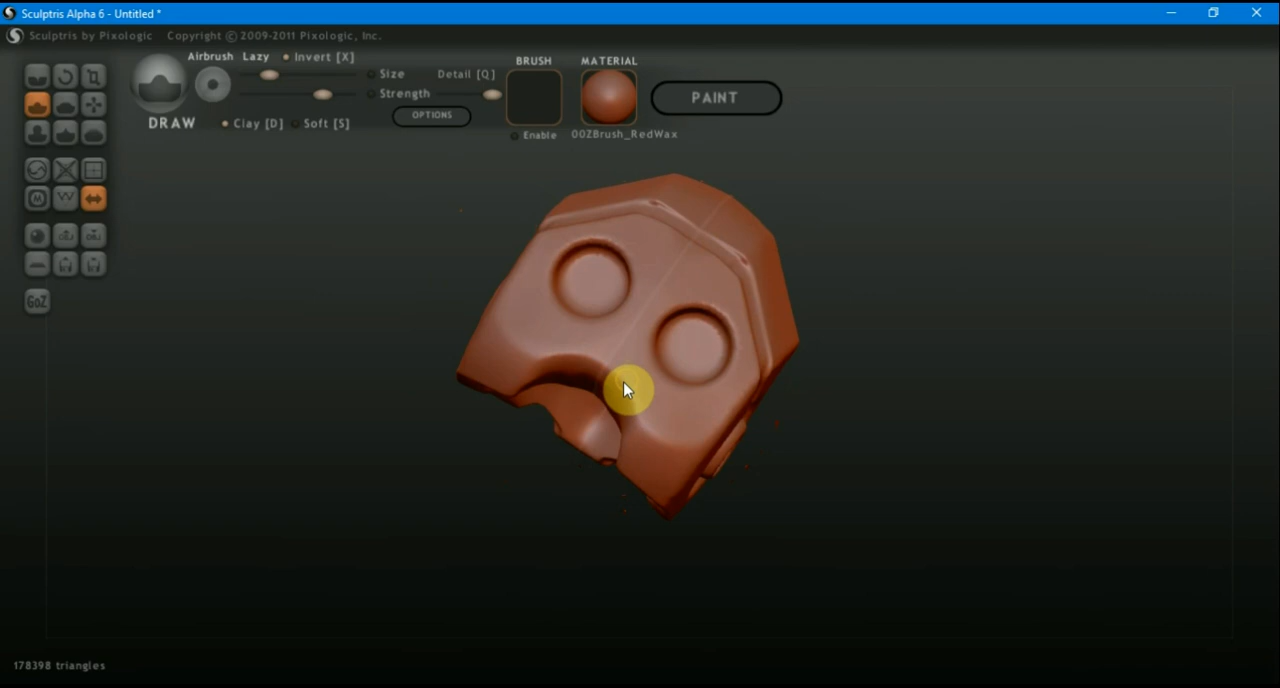 Sculptris Alpha 6 - Untitled *
Sculptris by Pixologic Copyright © 2009-2011 Pixologic, Inc.
Airbrush Lazy Invert [X]
Size Detail [Q]
Strength
OPTIONS
DRAW Clay [D] Soft [S]
BRUSH
Enable
MATERIAL
00ZBrush_RedWax
PAINT
GoZ
178398 triangles